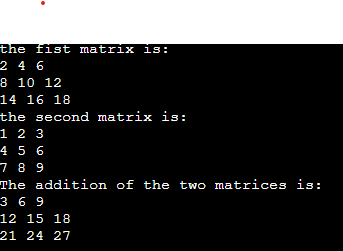 the fist matrix is:
2 4 6
8 10 12
14 16 18
the second matrix is:
1 2 3
4 5 6
7 8 9
The addition of the two matrices is:
3 6 9
12 15 18
21 24 27